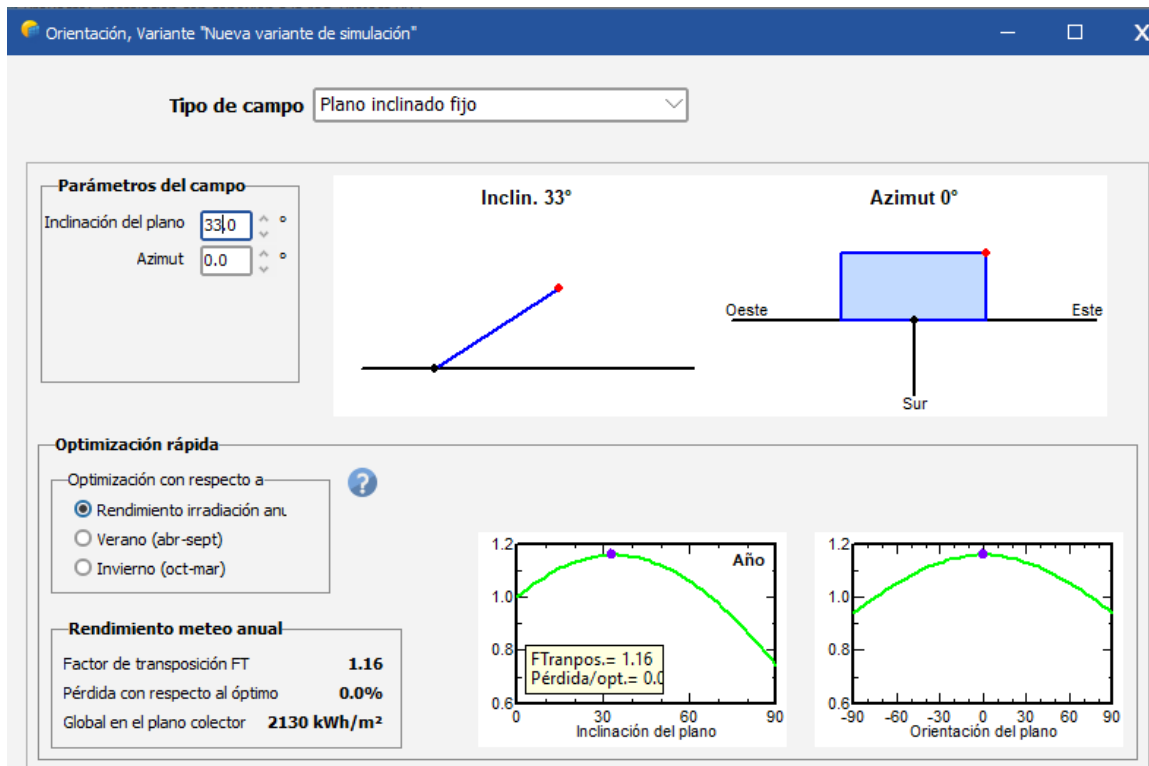 Orientación, Variante "Nueva variante de simulación"
Tipo de campo Plano inclinado fijo
Parámetros del campo
Inclinación del plano 33.0 °
Azimut 0.0 °
Inclin. 33°
Azimut 0°
Oeste
Este
Sur
Optimización rápida
Optimización con respecto a
?
Rendimiento irradiación anu
Verano (abr-sept)
Invierno (oct-mar)
Rendimiento meteo anual
Factor de transposición FT 1.16
Pérdida con respecto al óptimo 0.0%
Global en el plano colector 2130 kWh/m²
1.2
1.0
0.8
0.6
Año
FTranpos.= 1.16
Pérdida/opt.= 0.0
0 30 60 90
Inclinación del plano
1.2
1.0
0.8
0.6
-90 -60 -30 0 30 60 90
Orientación del plano